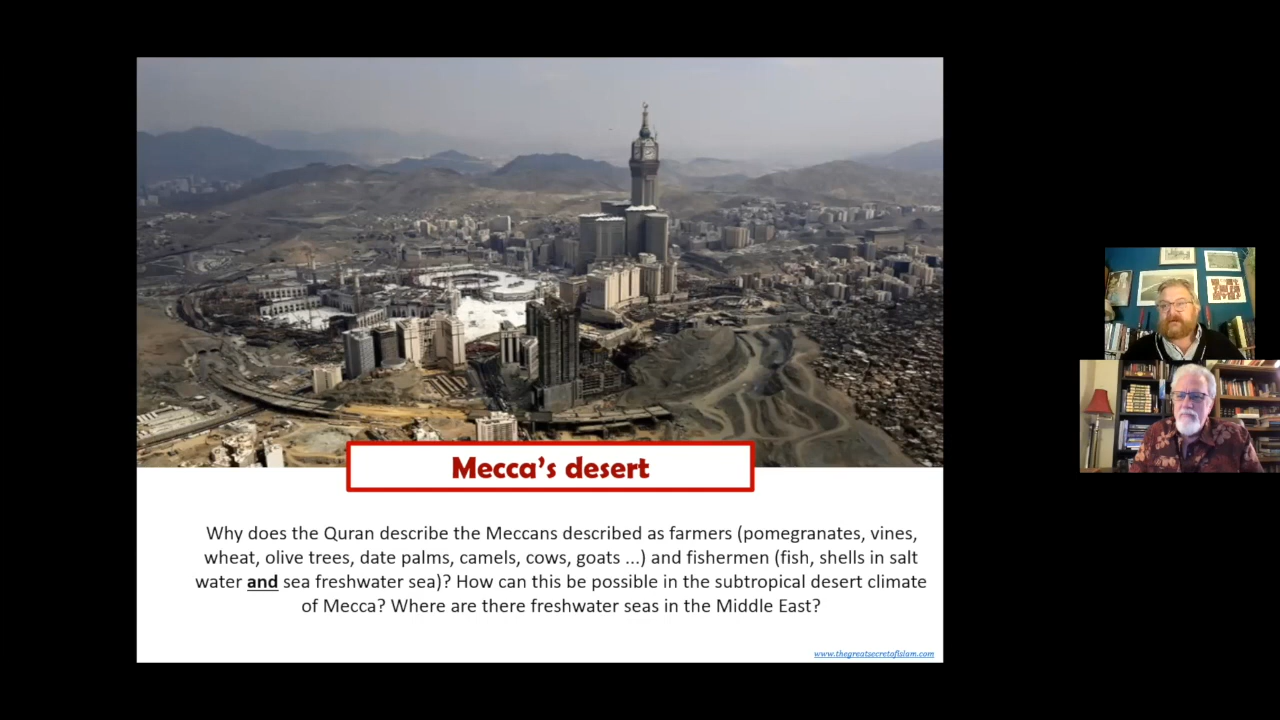 Mecca's desert
Why does the Quran describe the Meccans described as farmers (pomegranates, vines,
wheat, olive trees, date palms, camels, cows, goats ...) and fishermen (fish, shells in salt
water and sea freshwater sea)? How can this be possible in the subtropical desert climate
of Mecca? Where are there freshwater seas in the Middle East?
www.thegreatsecretofislam.com